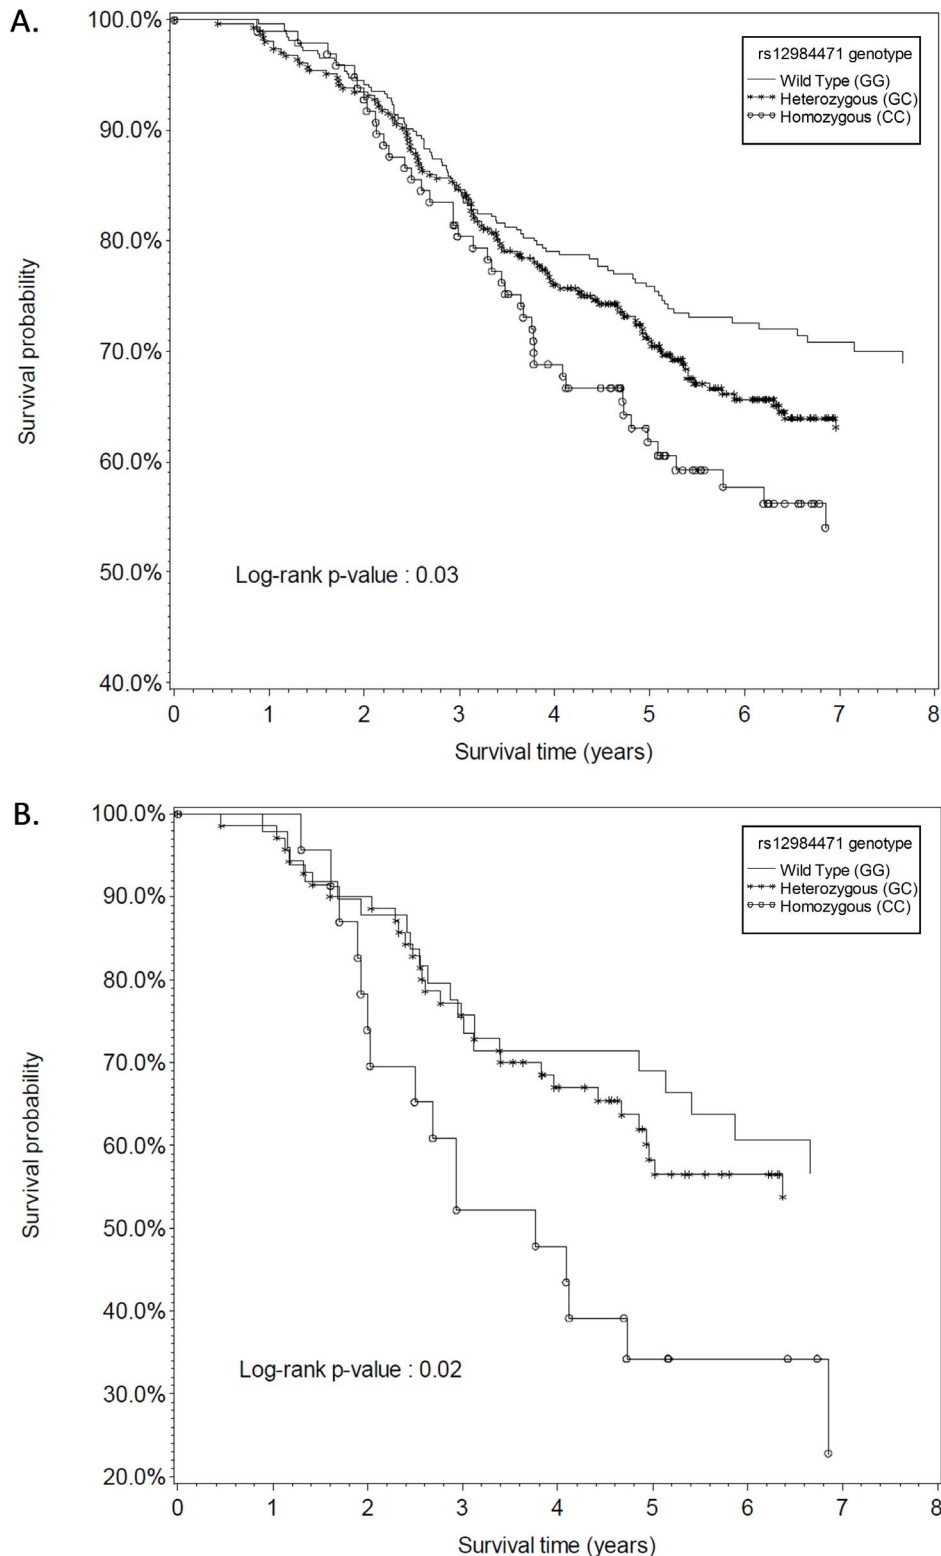 A.
100.0%
90.0%
80.0%
70.0%
60.0%
50.0%
40.0%
Survival probability
rs12984471 genotype
Wild Type (GG)
Heterozygous (GC)
Homozygous (CC)
Log-rank p-value : 0.03
0 1 2 3 4 5 6 7 8
Survival time (years)
B.
100.0%
90.0%
80.0%
70.0%
60.0%
50.0%
40.0%
30.0%
20.0%
Survival probability
rs12984471 genotype
Wild Type (GG)
Heterozygous (GC)
Homozygous (CC)
Log-rank p-value : 0.02
0 1 2 3 4 5 6 7 8
Survival time (years)